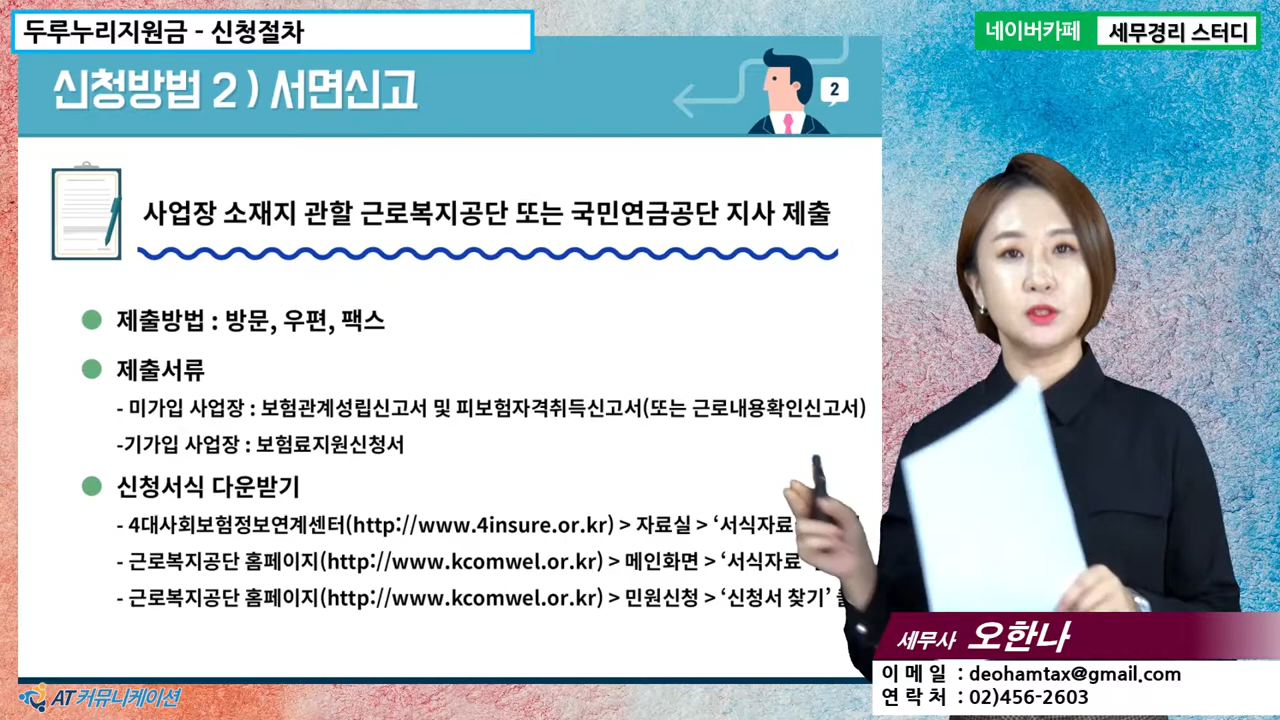 두루누리지원금 - 신청절차
네이버카페 세무경리 스터디
신청방법 2 ) 서면신고
2
사업장 소재지 관할 근로복지공단 또는 국민연금공단 지사 제출
제출방법 : 방문, 우편, 팩스
제출서류
- 미가입 사업장 : 보험관계성립신고서 및 피보험자격취득신고서(또는 근로내용확인신고서)
-기가입 사업장 : 보험료지원신청서
신청서식 다운받기
- 4대사회보험정보연계센터(http://www.4insure.or.kr) > 자료실 > ‘서식자료
- 근로복지공단 홈페이지(http://www.kcomwel.or.kr) > 메인화면 > ‘서식자료
- 근로복지공단 홈페이지(http://www.kcomwel.or.kr) > 민원신청 > ‘신청서 찾기’
세무사 오한나
이 메 일 : deohamtax@gmail.com
연 락 처 : 02)456-2603
AT커뮤니케이션